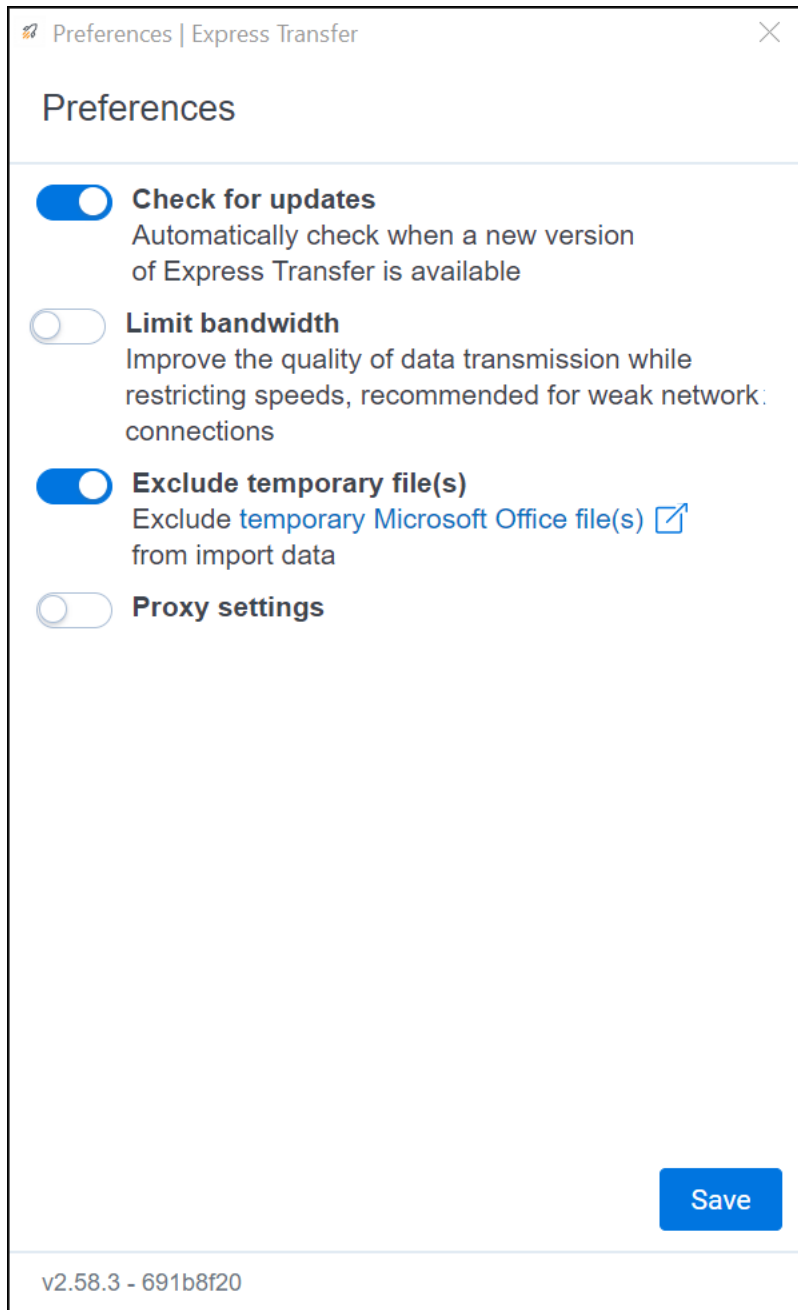 Preferences | Express Transfer
Preferences
Check for updates
Automatically check when a new version
of Express Transfer is available
Limit bandwidth
Improve the quality of data transmission while
restricting speeds, recommended for weak network
connections
Exclude temporary file(s)
Exclude temporary Microsoft Office file(s)
from import data
Proxy settings
Save
v2.58.3 - 691b8f20